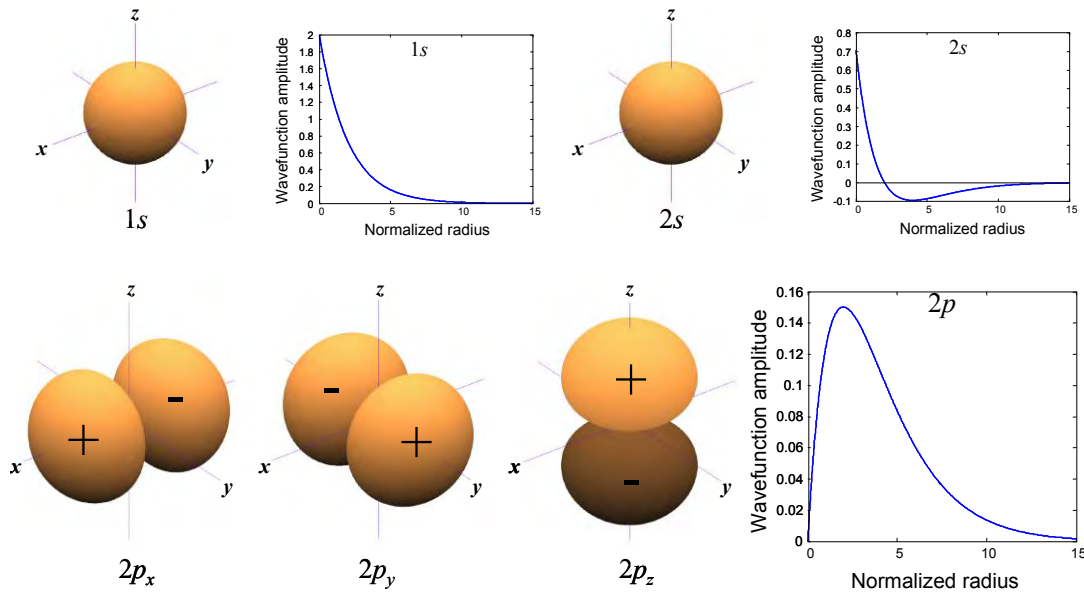 z
x
y
1s
Wavefunction amplitude
2
1.8
1.6
1.4
1.2
1
0.8
0.6
0.4
0.2
0
1s
0
5
10
15
Normalized radius
z
x
y
2s
Wavefunction amplitude
0.8
0.7
0.6
0.5
0.4
0.3
0.2
0.1
0
-0.1
2s
0
5
10
15
Normalized radius
z
+
-
x
y
2px
z
-
+
x
y
2py
z
+
-
x
y
2pz
Wavefunction amplitude
0.16
0.14
0.12
0.1
0.08
0.06
0.04
0.02
0
2p
0
5
10
15
Normalized radius